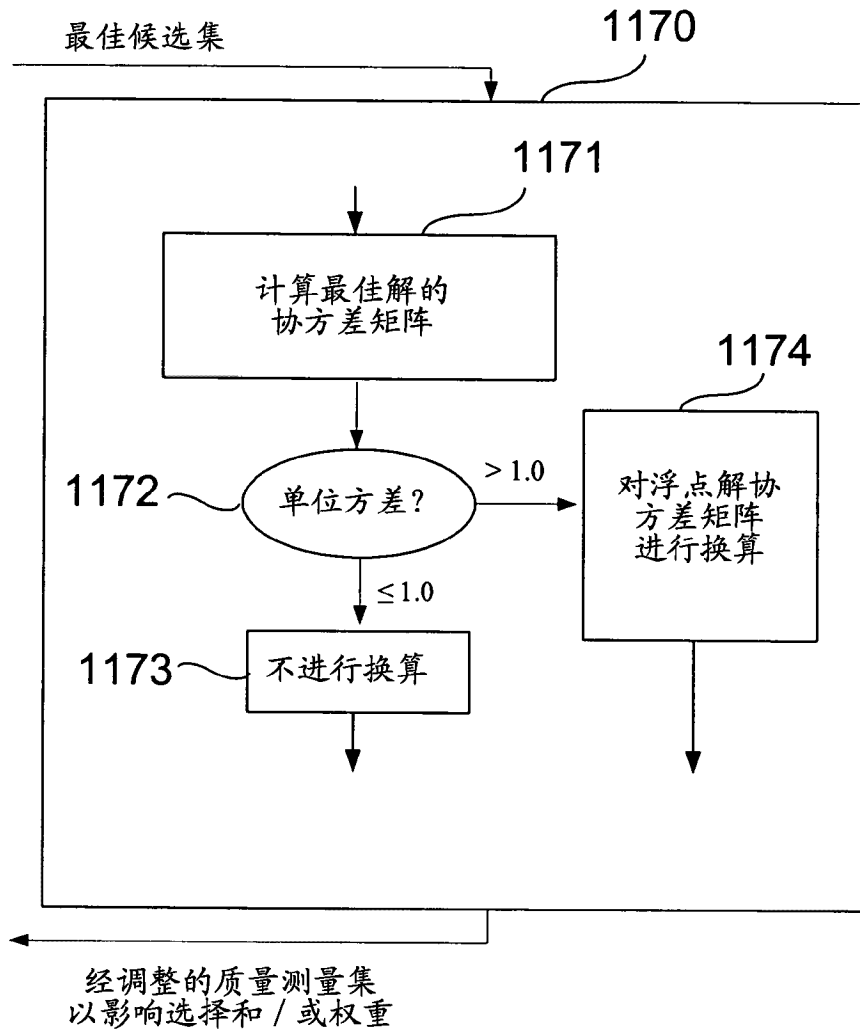 最佳候选集
1170
1171
计算最佳解的
协方差矩阵
1174
1172
单位方差?
> 1.0
对浮点解协
方差矩阵
进行换算
≤ 1.0
1173
不进行换算
经调整的质量测量集
以影响选择和 / 或权重